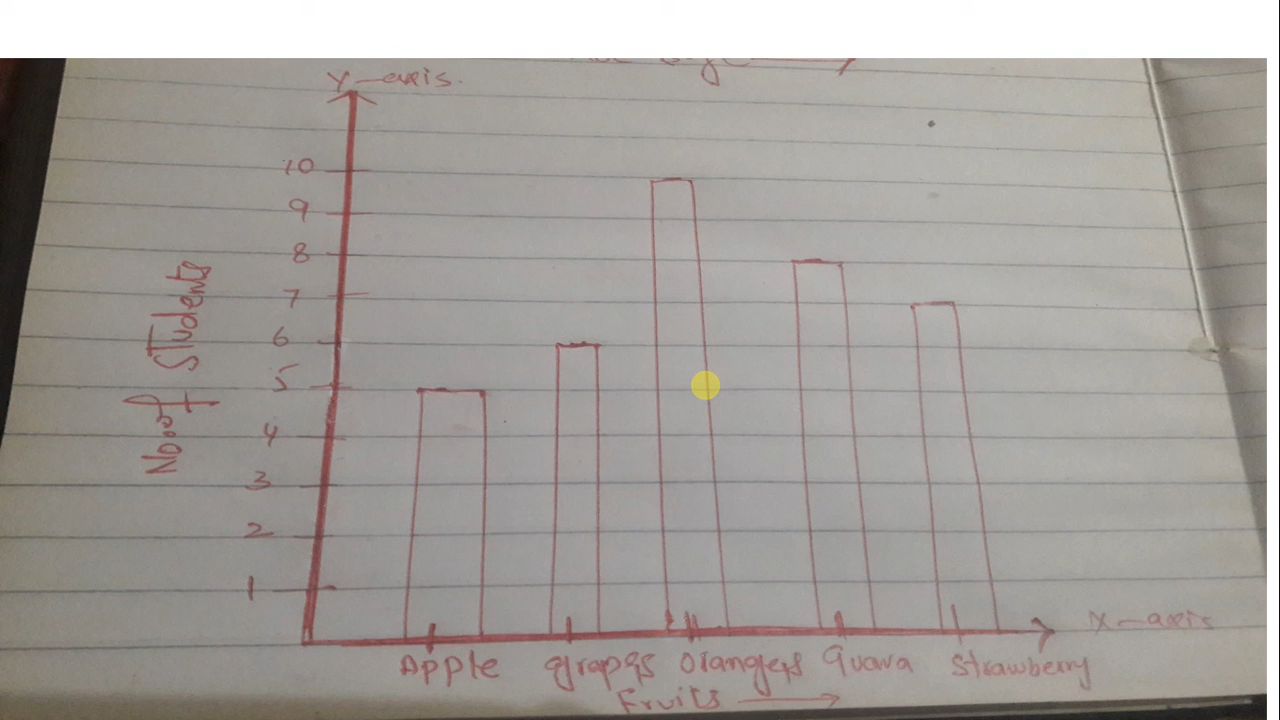 Y-axis.
10
9
8
7
6
5
4
3
2
1
No.of Students
X-axis
Apple grapes Orangers Guava Strawberry
Fruits